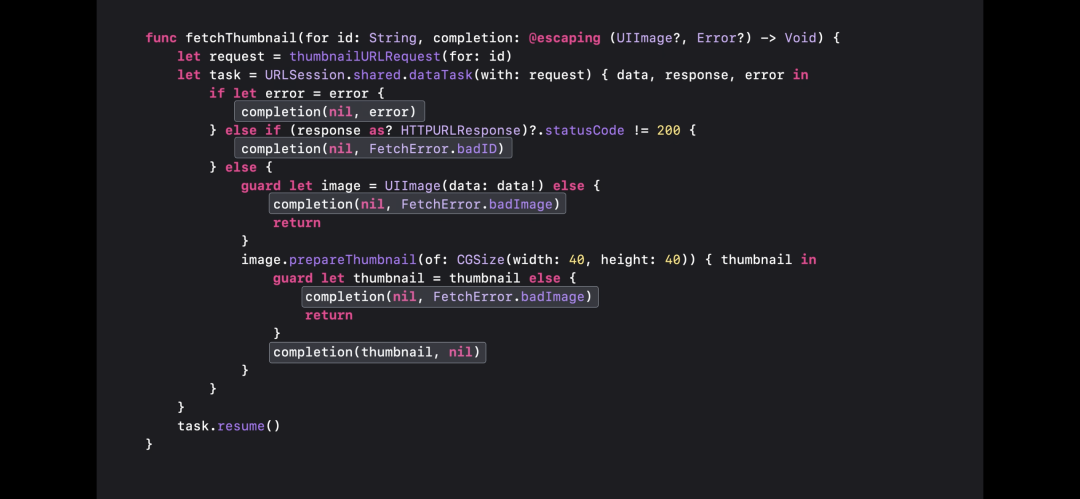 func fetchThumbnail(for id: String, completion: @escaping (UIImage?, Error?) -> Void) {
    let request = thumbnailURLRequest(for: id)
    let task = URLSession.shared.dataTask(with: request) { data, response, error in
        if let error = error {
            completion(nil, error)
        } else if (response as? HTTPURLResponse)?.statusCode != 200 {
            completion(nil, FetchError.badID)
        } else {
            guard let image = UIImage(data: data!) else {
                completion(nil, FetchError.badImage)
                return
            }
            image.prepareThumbnail(of: CGSize(width: 40, height: 40)) { thumbnail in
                guard let thumbnail = thumbnail else {
                    completion(nil, FetchError.badImage)
                    return
                }
                completion(thumbnail, nil)
            }
        }
    }
    task.resume()
}